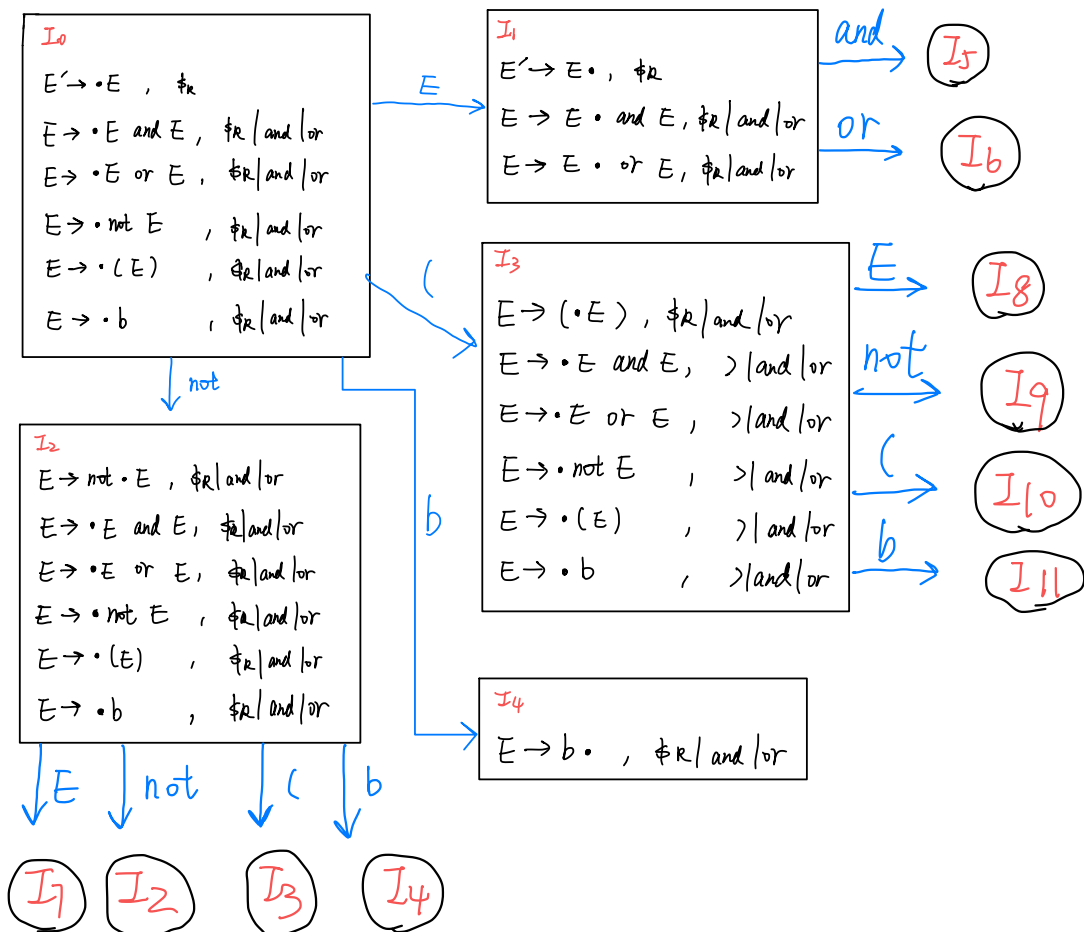 I0
E′ → · E , $R
E → · E and E , $R | and | or
E → · E or E , $R | and | or
E → · not E , $R | and | or
E → · (E) , $R | and | or
E → · b , $R | and | or
E
I1
E′ → E · , $R
E → E · and E, $R | and | or
E → E · or E, $R | and | or
and
I5
or
I6
(
I3
E → ( · E ) , $R | and | or
E → · E and E, ) | and | or
E → · E or E , ) | and | or
E → · not E , ) | and | or
E → · (E) , ) | and | or
E → · b , ) | and | or
E
I8
not
I9
(
I10
b
I11
not
b
I2
E → not · E , $R | and | or
E → · E and E, $R | and | or
E → · E or E, $R | and | or
E → · not E , $R | and | or
E → · (E) , $R | and | or
E → · b , $R | and | or
I4
E → b · , $R | and | or
E not ( b
I7 I2 I3 I4